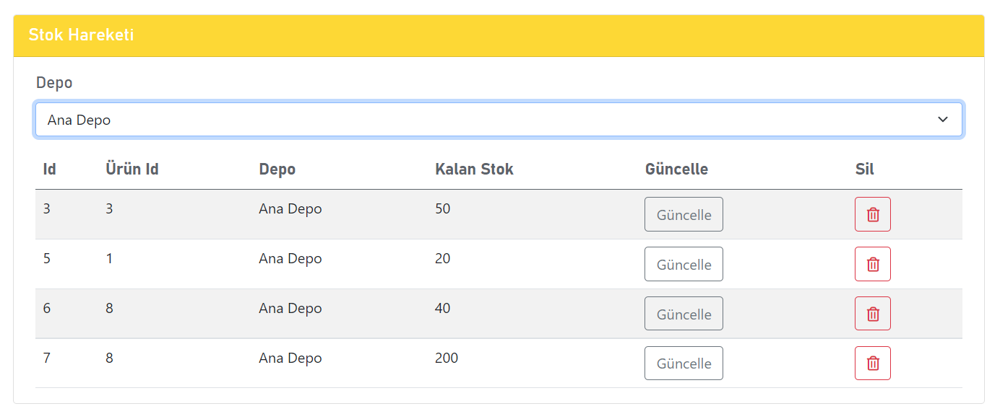 Stok Hareketi
Depo
Ana Depo
Id Ürün Id Depo Kalan Stok Güncelle Sil
3 3 Ana Depo 50 Güncelle
5 1 Ana Depo 20 Güncelle
6 8 Ana Depo 40 Güncelle
7 8 Ana Depo 200 Güncelle